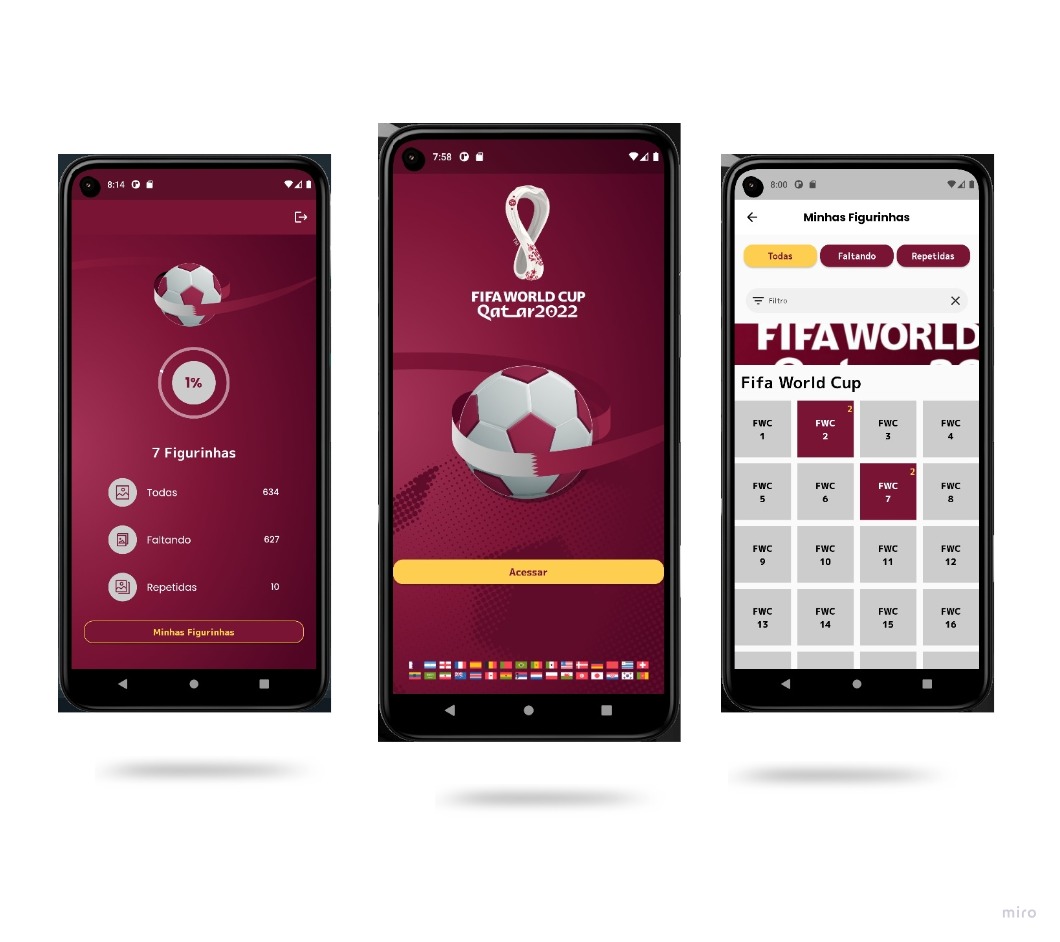 8:14
1%
7 Figurinhas
Todas 634
Faltando 627
Repetidas 10
Minhas Figurinhas
7:58
FIFA WORLD CUP
Qatar2022
Acessar
8:00
Minhas Figurinhas
Todas Faltando Repetidas
Filtro
FIFA WORLD
Fifa World Cup
FWC 1
FWC 2 2
FWC 3
FWC 4
FWC 5
FWC 6
FWC 7 2
FWC 8
FWC 9
FWC 10
FWC 11
FWC 12
FWC 13
FWC 14
FWC 15
FWC 16
miro